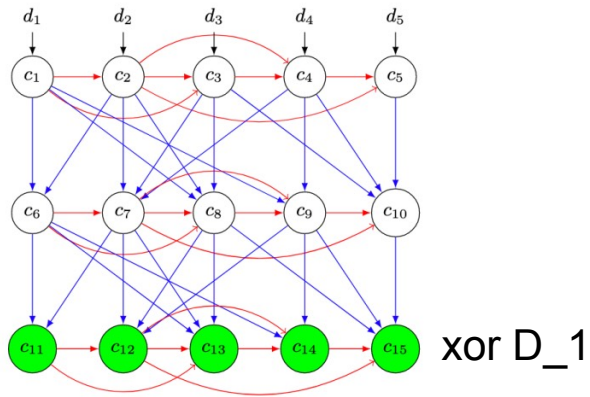 d₁ d₂ d₃ d₄ d₅
c₁ c₂ c₃ c₄ c₅
c₆ c₇ c₈ c₉ c₁₀
c₁₁ c₁₂ c₁₃ c₁₄ c₁₅ xor D_1